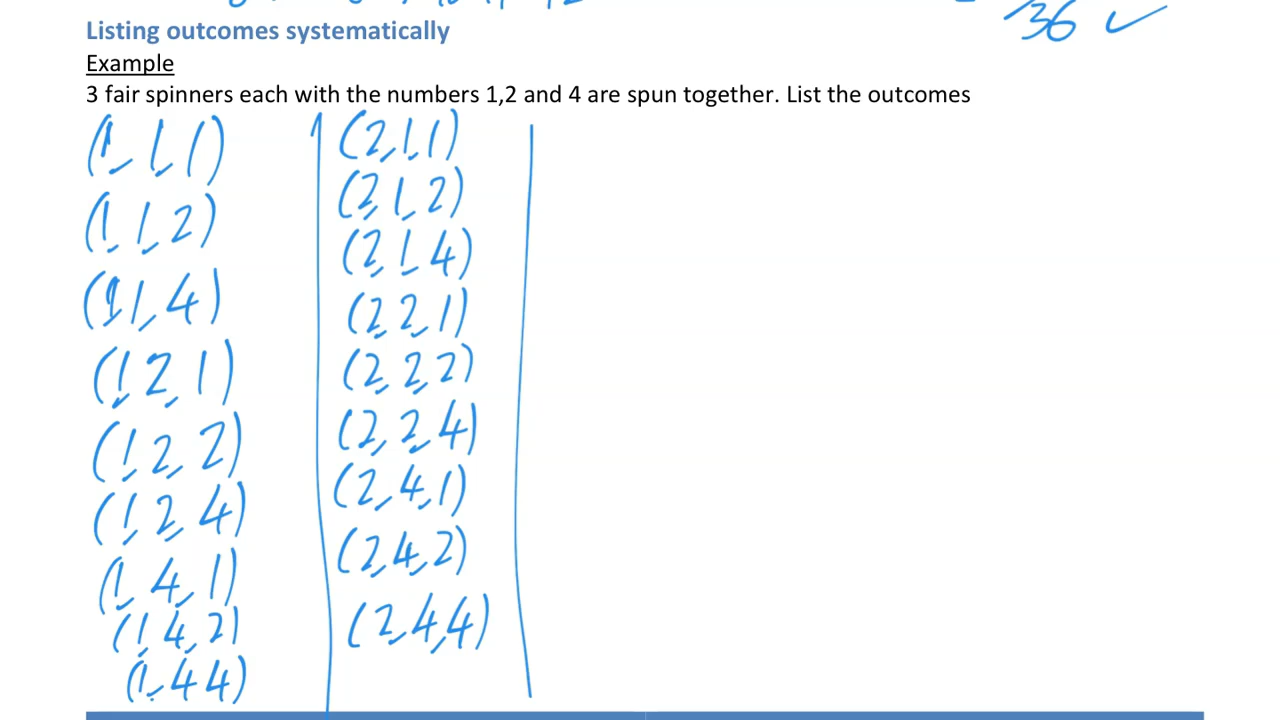 36 ✓
Listing outcomes systematically
Example
3 fair spinners each with the numbers 1,2 and 4 are spun together. List the outcomes
(1, 1, 1)
(1, 1, 2)
(1 1, 4)
(1, 2, 1)
(1, 2, 2)
(1, 2, 4)
(1, 4, 1)
(1, 4, 2)
(1, 4 4)
(2, 1, 1)
(2, 1, 2)
(2, 1, 4)
(2, 2, 1)
(2, 2, 2)
(2, 2, 4)
(2, 4, 1)
(2, 4, 2)
(2, 4, 4)